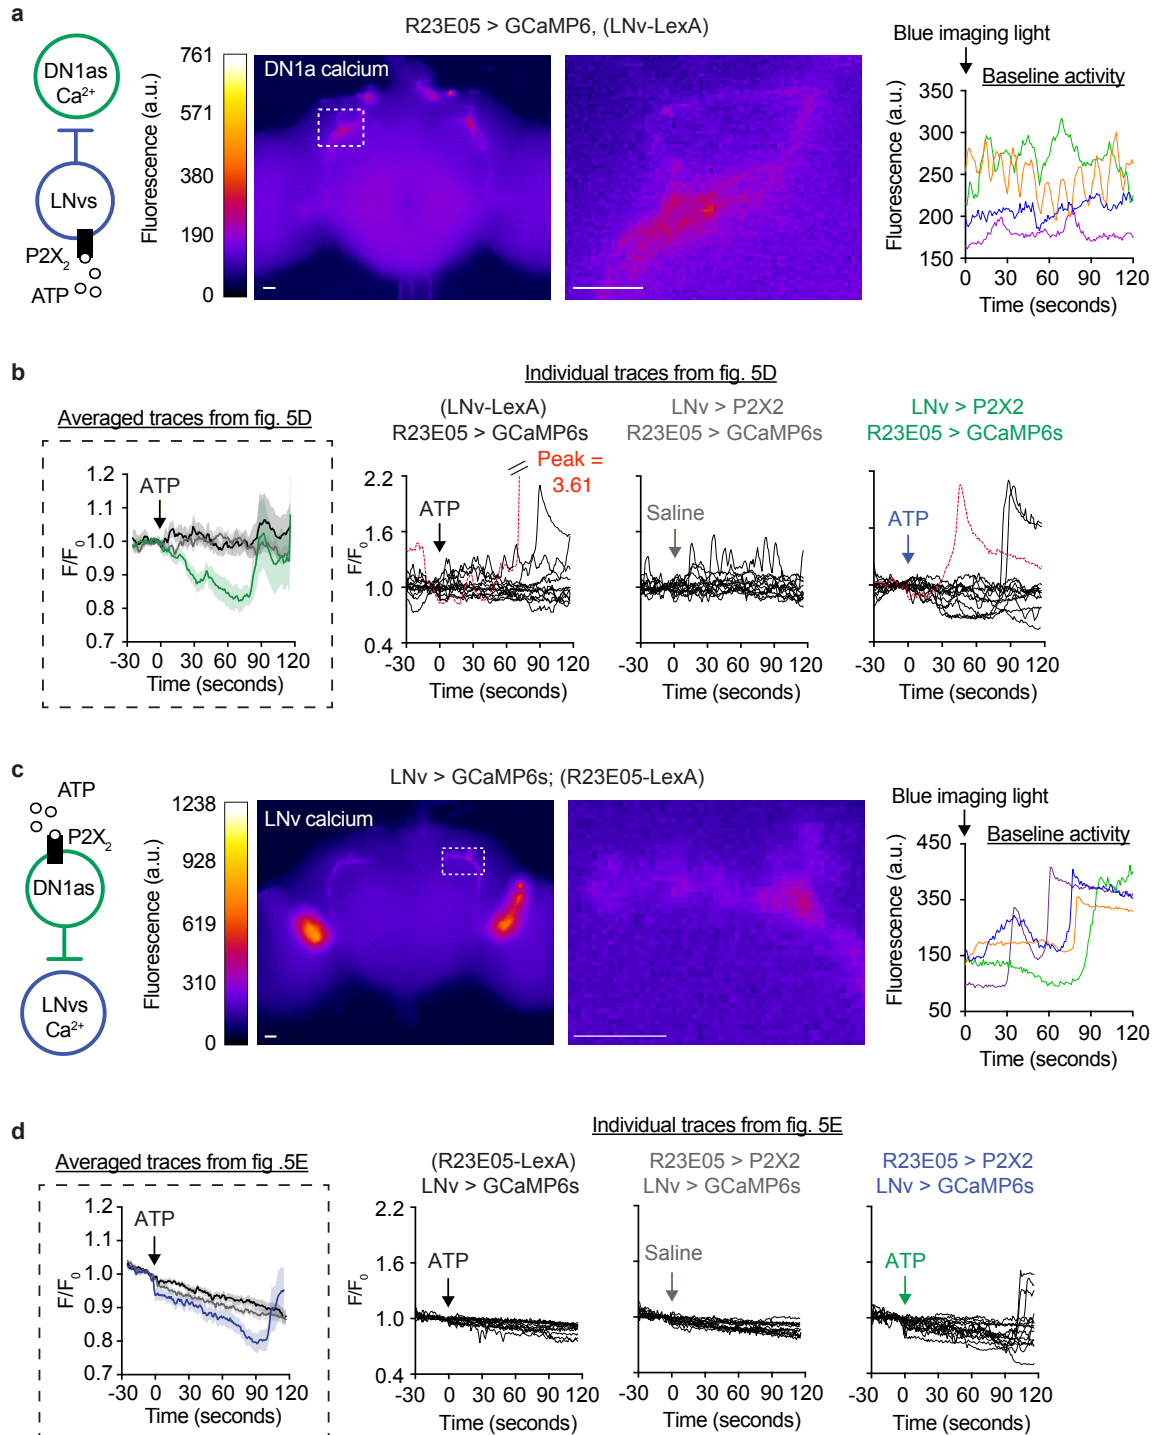 a
R23E05 > GCaMP6, (LNv-LexA)
DN1as
Ca2+
LNvs
P2X2
ATP
Fluorescence (a.u.)
761
571
380
190
0
DN1a calcium
Blue imaging light
Baseline activity
Fluorescence (a.u.)
350
300
250
200
150
0 30 60 90 120
Time (seconds)
b
Averaged traces from fig. 5D
Individual traces from fig. 5D
ATP
F/F0
1.2
1.1
1.0
0.9
0.8
0.7
-30 0 30 60 90 120
Time (seconds)
(LNv-LexA)
R23E05 > GCaMP6s
Peak =
3.61
ATP
F/F0
2.2
1.6
1.0
0.4
-30 0 30 60 90 120
Time (seconds)
LNv > P2X2
R23E05 > GCaMP6s
Saline
-30 0 30 60 90 120
Time (seconds)
LNv > P2X2
R23E05 > GCaMP6s
ATP
-30 0 30 60 90 120
Time (seconds)
c
LNv > GCaMP6s; (R23E05-LexA)
ATP
P2X2
DN1as
LNvs
Ca2+
Fluorescence (a.u.)
1238
928
619
310
0
LNv calcium
Blue imaging light
Baseline activity
Fluorescence (a.u.)
450
350
150
50
0 30 60 90 120
Time (seconds)
d
Averaged traces from fig .5E
Individual traces from fig. 5E
ATP
F/F0
1.2
1.1
1.0
0.9
0.8
0.7
-30 0 30 60 90 120
Time (seconds)
(R23E05-LexA)
LNv > GCaMP6s
ATP
F/F0
2.2
1.6
1.0
0.4
-30 0 30 60 90 120
Time (seconds)
R23E05 > P2X2
LNv > GCaMP6s
Saline
-30 0 30 60 90 120
Time (seconds)
R23E05 > P2X2
LNv > GCaMP6s
ATP
-30 0 30 60 90 120
Time (seconds)